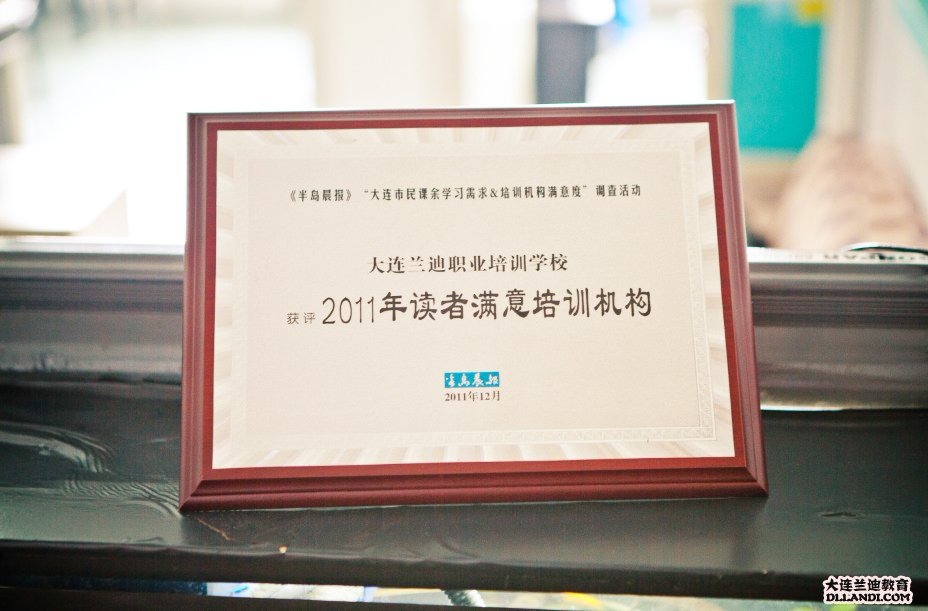 《半岛晨报》“大连市民课余学习需求&培训机构满意度”调查活动
大连兰迪职业培训学校
获评 2011年读者满意培训机构
半岛晨报
2011年12月
大连兰迪教育
DLLANDI.COM